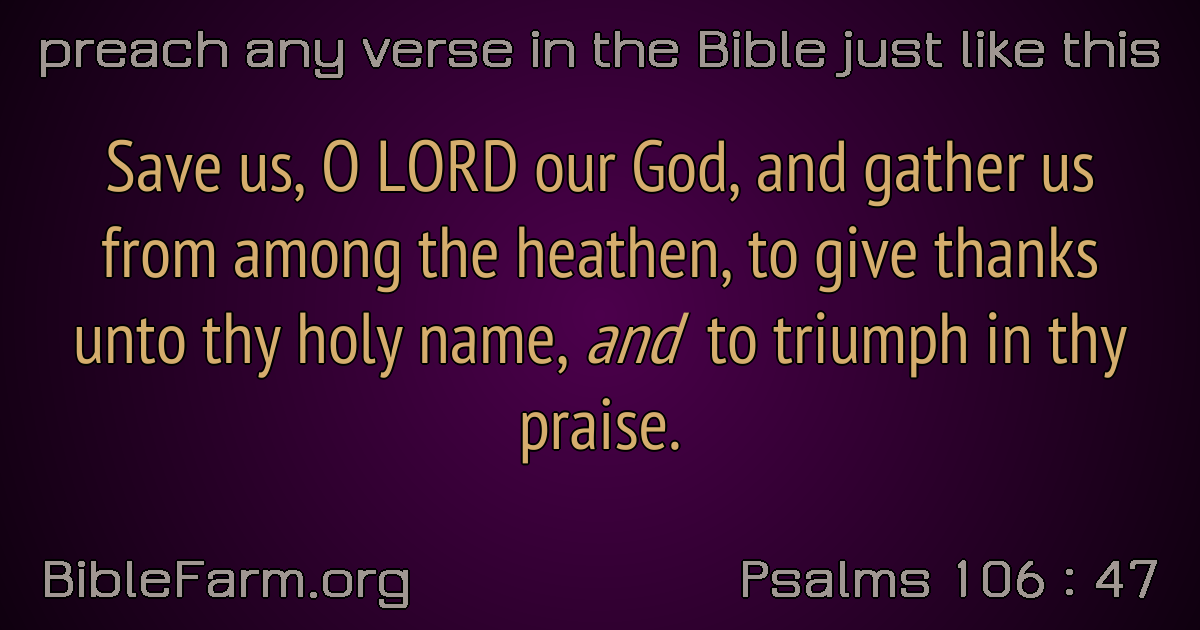 preach any verse in the Bible just like this
Save us, O LORD our God, and gather us
from among the heathen, to give thanks
unto thy holy name, and to triumph in thy
praise.
BibleFarm.org
Psalms 106 : 47